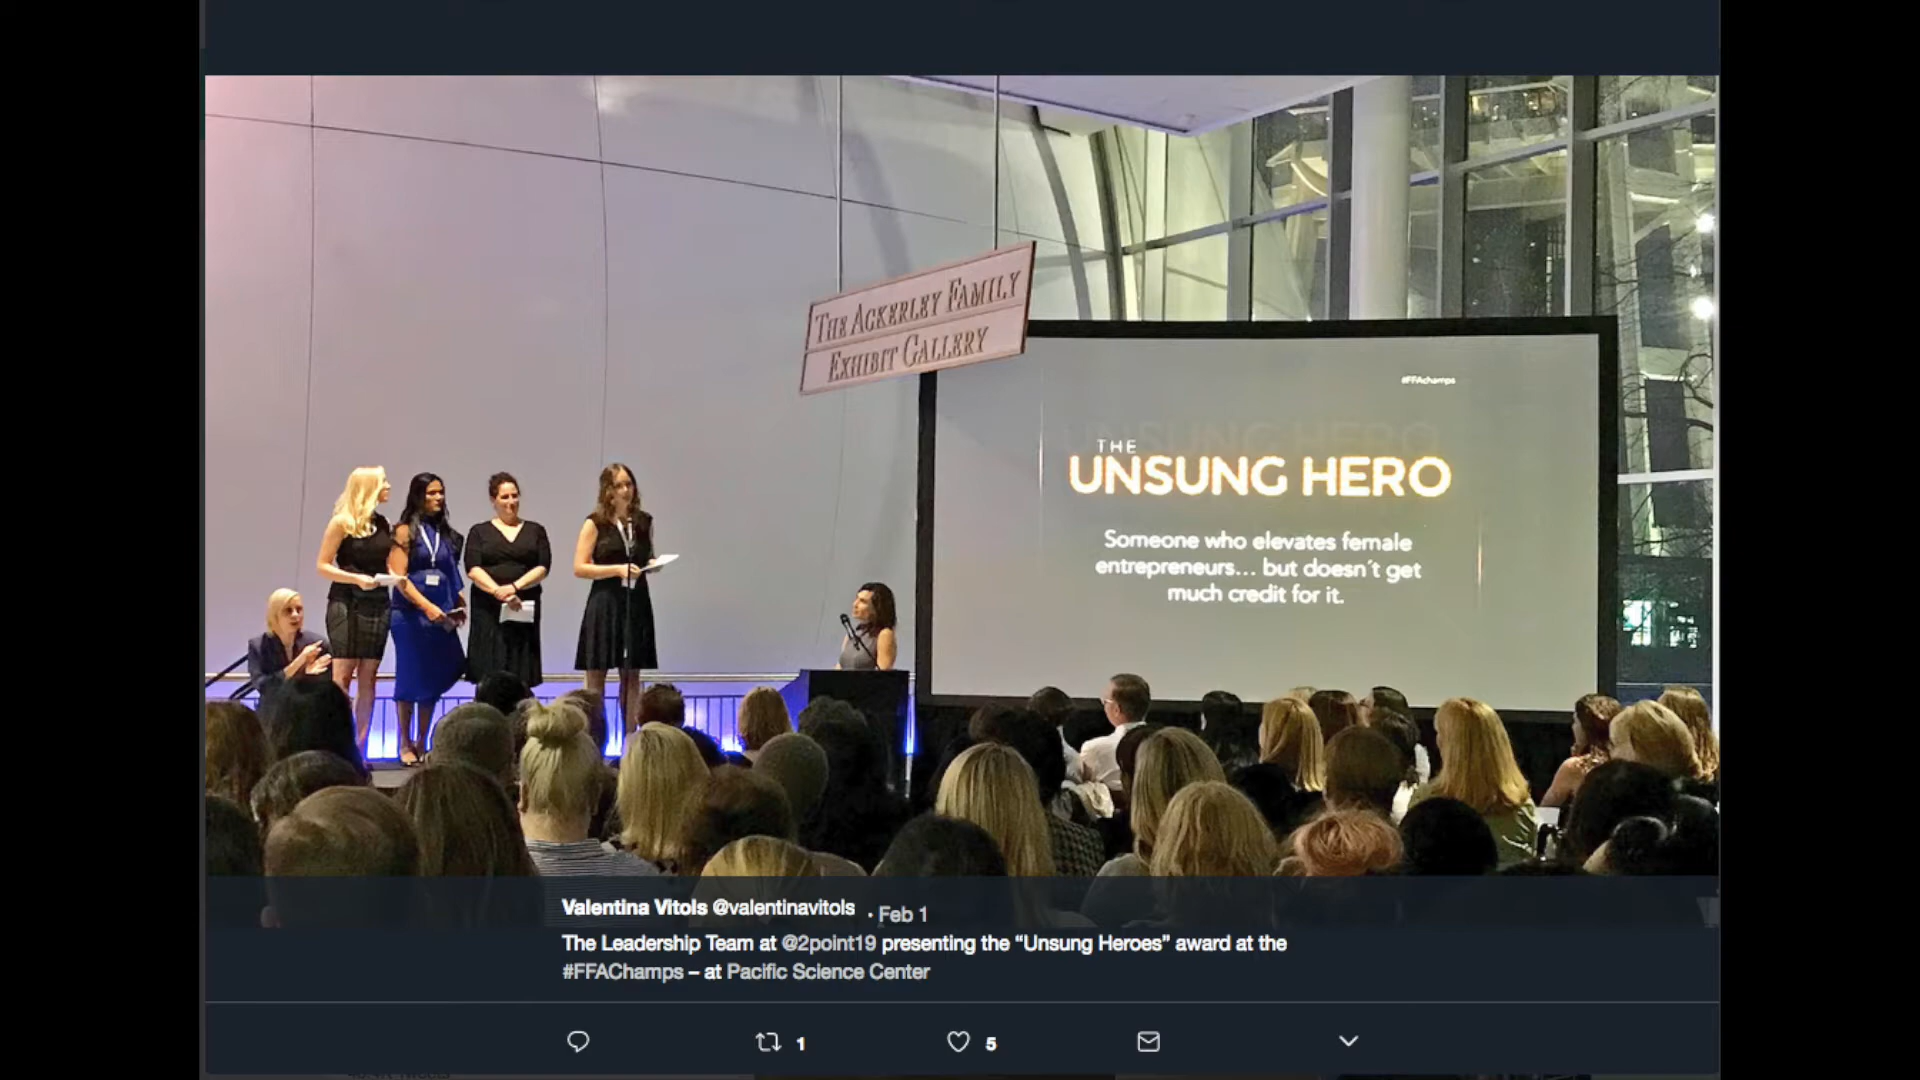 THE ACKERLEY FAMILY
EXHIBIT GALLERY
#FFAchamps
THE
UNSUNG HERO
Someone who elevates female
entrepreneurs... but doesn't get
much credit for it.
Valentina Vitols @valentinavitols · Feb 1
The Leadership Team at @2point19 presenting the “Unsung Heroes” award at the
#FFAChamps – at Pacific Science Center
1 5